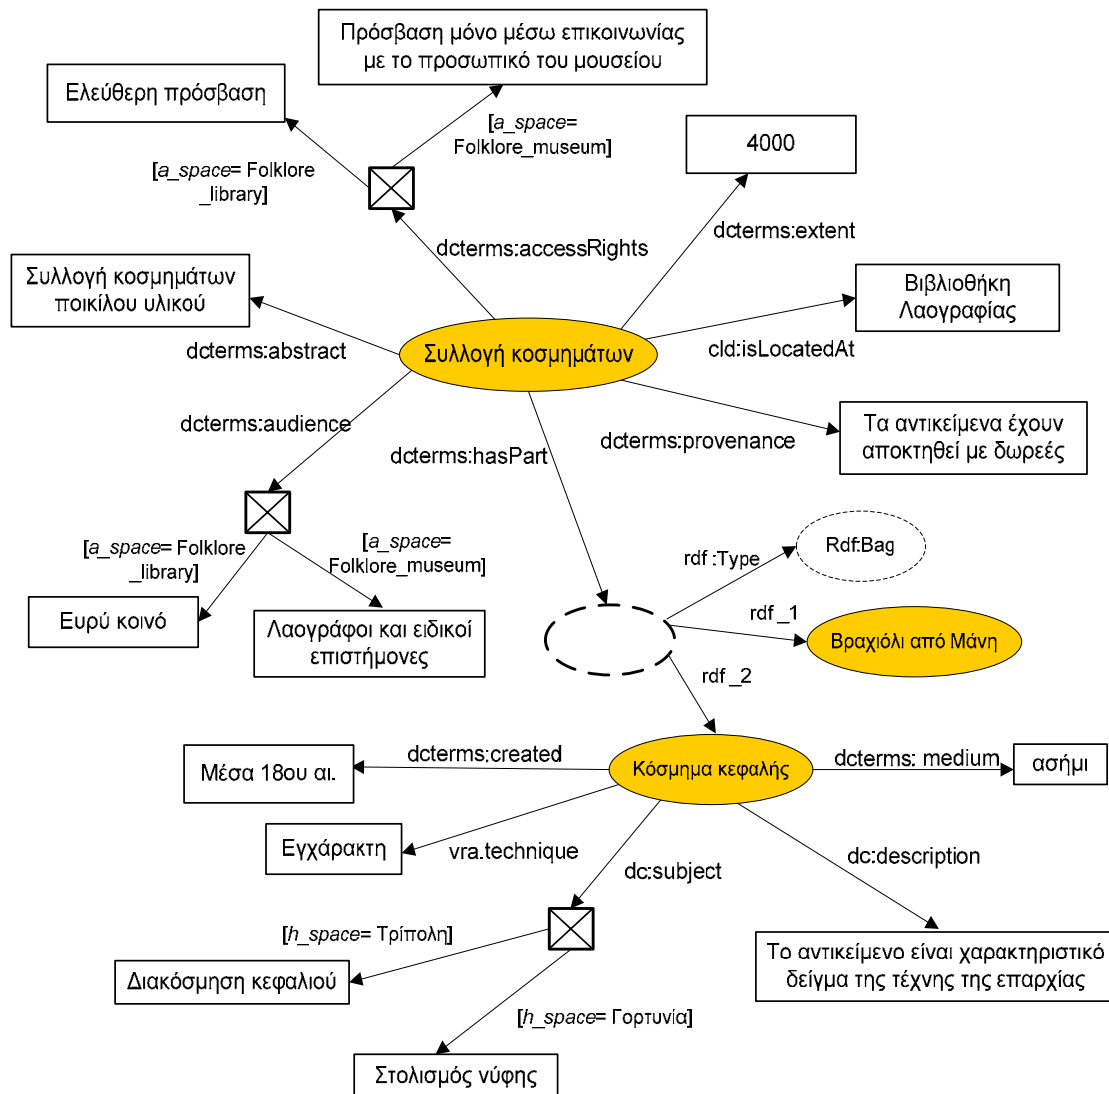 Πρόσβαση μόνο μέσω επικοινωνίας
με το προσωπικό του μουσείου
Ελεύθερη πρόσβαση
[a_space=
Folklore_museum]
4000
[a_space= Folklore
_library]
dcterms:accessRights
dcterms:extent
Συλλογή κοσμημάτων
ποικίλου υλικού
Βιβλιοθήκη
Λαογραφίας
dcterms:abstract
Συλλογή κοσμημάτων
cld:isLocatedAt
dcterms:audience
dcterms:hasPart
dcterms:provenance
Τα αντικείμενα έχουν
αποκτηθεί με δωρεές
[a_space= Folklore
_library]
[a_space=
Folklore_museum]
rdf :Type
Rdf:Bag
Ευρύ κοινό
Λαογράφοι και ειδικοί
επιστήμονες
rdf _1
Βραχιόλι από Μάνη
rdf _2
Μέσα 18ου αι.
dcterms:created
Κόσμημα κεφαλής
dcterms: medium
ασήμι
Εγχάρακτη
vra.technique
dc:subject
dc:description
[h_space= Τρίπολη]
Διακόσμηση κεφαλιού
Το αντικείμενο είναι χαρακτηριστικό
δείγμα της τέχνης της επαρχίας
[h_space= Γορτυνία]
Στολισμός νύφης